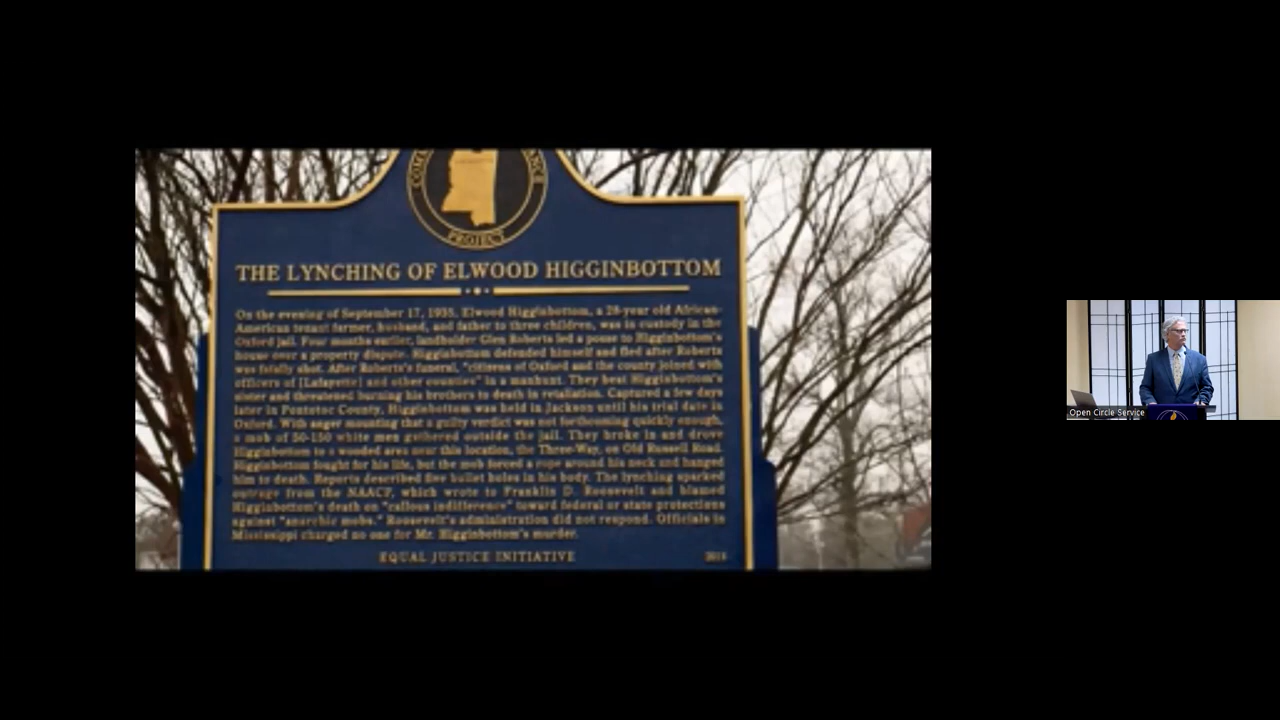 PROJECT
THE LYNCHING OF ELWOOD HIGGINBOTTOM
On the evening of September 17, 1935, Elwood Higginbottom, a 28-year old African-
American tenant farmer, husband, and father to three children, was in custody in the
Oxford jail. Four months earlier, landholder Glen Roberts led a posse to Higginbottom's
house over a property dispute. Higginbottom defended himself and fled after Roberts
was fatally shot. After Roberts's funeral, "citizens of Oxford and the county joined with
officers of [Lafayette] and other counties" in a manhunt. They beat Higginbottom's
sister and threatened burning his brothers to death in retaliation. Captured a few days
later in Pontotoc County, Higginbottom was held in Jackson until his trial date in
Oxford. With anger mounting guilty verdict was not forthcoming quickly enough,
a mob of 50-150 white men gathered outside the jail. They broke in and drove
Higginbottom to a wooded area near this location, the Three-Way, on Old Russell Road.
Higginbottom fought for his life, but the mob forced a rope around his neck and hanged
him to death. Reports described five bullet holes in his body. The lynching sparked
outrage from the NAACP, which wrote to Franklin D. Roosevelt and blamed
Higginbottom's death on "callous indifference" toward federal or state protections
against "anarchic mobs." Roosevelt's administration did not respond. Officials in
Mississippi charged no one for Mr. Higginbottom's murder.
EQUAL JUSTICE INITIATIVE
Open Circle Service